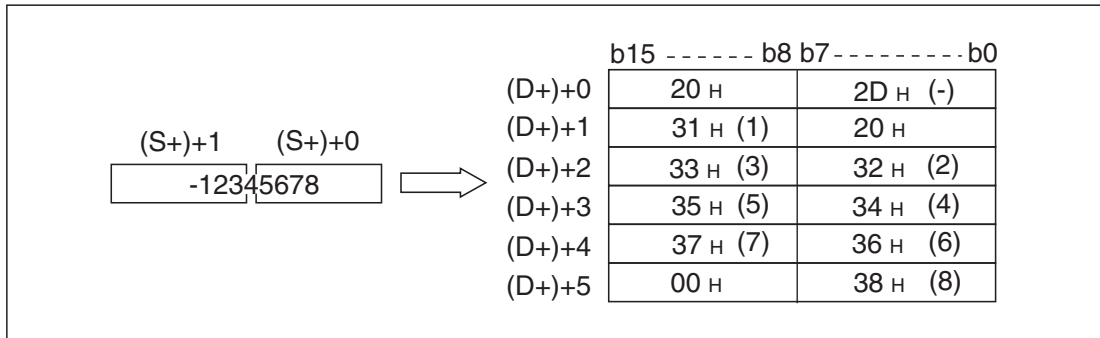 b15 ------ b8 b7 --------- b0
(D+)+0 20 H 2D H (-)
(D+)+1 31 H (1) 20 H
(S+)+1 (S+)+0
(D+)+2 33 H (3) 32 H (2)
-12345678
(D+)+3 35 H (5) 34 H (4)
(D+)+4 37 H (7) 36 H (6)
(D+)+5 00 H 38 H (8)